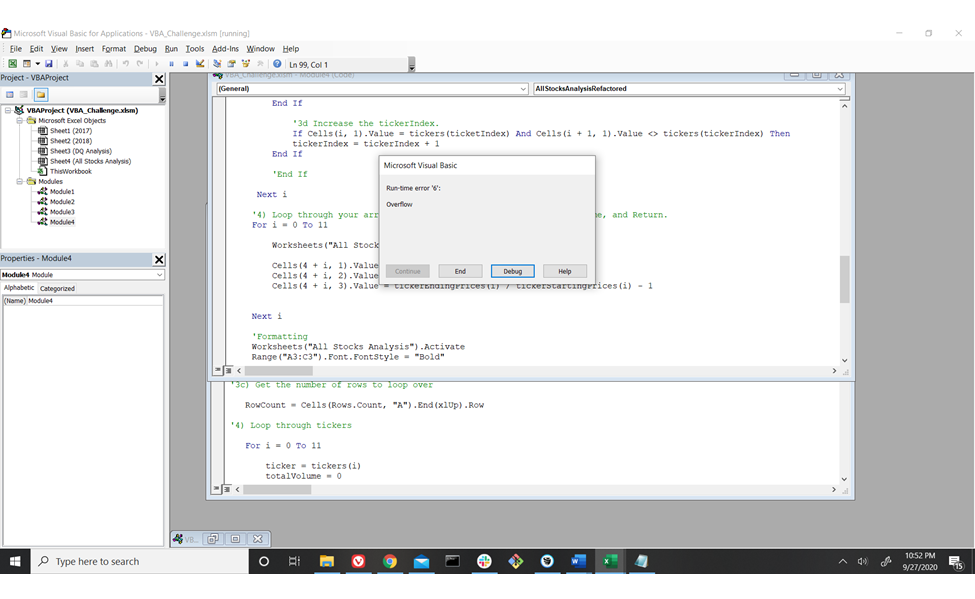 Microsoft Visual Basic for Applications - VBA_Challenge.xlsm [running]
File Edit View Insert Format Debug Run Tools Add-Ins Window Help
Ln 99, Col 1
Project - VBAProject
VBAProject (VBA_Challenge.xlsm)
Microsoft Excel Objects
Sheet1 (2017)
Sheet2 (2018)
Sheet3 (DQ Analysis)
Sheet4 (All Stocks Analysis)
ThisWorkbook
Modules
Module1
Module2
Module3
Module4
Properties - Module4
Module4 Module
Alphabetic Categorized
(Name) Module4
VBA_Challenge.xlsm - Module4 (Code)
(General) AllStocksAnalysisRefactored
End If
'3d Increase the tickerIndex.
If Cells(i, 1).Value = tickers(ticketIndex) And Cells(i + 1, 1).Value <> tickers(tickerIndex) Then
tickerIndex = tickerIndex + 1
End If
'End If
Next i
'4) Loop through your arr e, and Return.
For i = 0 To 11
Worksheets("All Stock
Cells(4 + i, 1).Value
Cells(4 + i, 2).Value
Cells(4 + i, 3).Value = tickerEndingPrices(i) / tickerStartingPrices(i) - 1
Next i
'Formatting
Worksheets("All Stocks Analysis").Activate
Range("A3:C3").Font.FontStyle = "Bold"
Microsoft Visual Basic
Run-time error '6':
Overflow
Continue End Debug Help
'3c) Get the number of rows to loop over
RowCount = Cells(Rows.Count, "A").End(xlUp).Row
'4) Loop through tickers
For i = 0 To 11
ticker = tickers(i)
totalVolume = 0
VB...
Type here to search
10:52 PM
9/27/2020
15